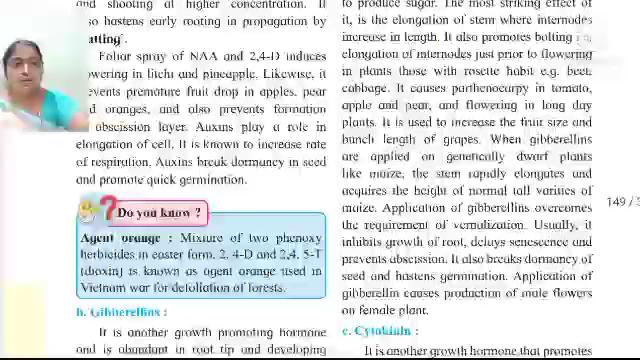 and shooting at higher concentration. It
also hastens early rooting in propagation by
Foliar spray of NAA and 2,4-D induces
flowering in litchi and pineapple. Likewise, it
prevents premature fruit drop in apples, pear
and oranges, and also prevents formation
of abscission layer. Auxins play a role in
elongation of cell. It is known to increase rate
of respiration. Auxins break dormancy in seed
and promote quick germination.
Do you know ?
Agent orange : Mixture of two phenoxy
herbicides in easter form, 2, 4-D and 2,4, 5-T
(dioxin) is known as agent orange used in
Vietnam war for defoliation of forests.
b. Gibberellins :
It is another growth promoting hormone
and is abundant in root tip and developing
to produce sugar. The most striking effect of
it, is the elongation of stem where internodes
increase in length. It also promotes bolting
elongation of internodes just prior to flowering
in plants those with rosette habit e.g. beet,
cabbage. It causes parthenocarpy in tomato,
apple and pear, and flowering in long day
plants. It is used to increase the fruit size and
bunch length of grapes. When gibberellins
are applied on genetically dwarf plants
like maize, the stem rapidly elongates and
acquires the height of normal tall varities of
maize. Application of gibberellins overcomes
the requirement of vernalization. Usually, it
inhibits growth of root, delays senescence and
prevents abscission. It also breaks dormancy of
seed and hastens germination. Application of
gibberellin causes production of male flowers
on female plant.
c. Cytokinin :
It is another growth hormone that promotes
149/3